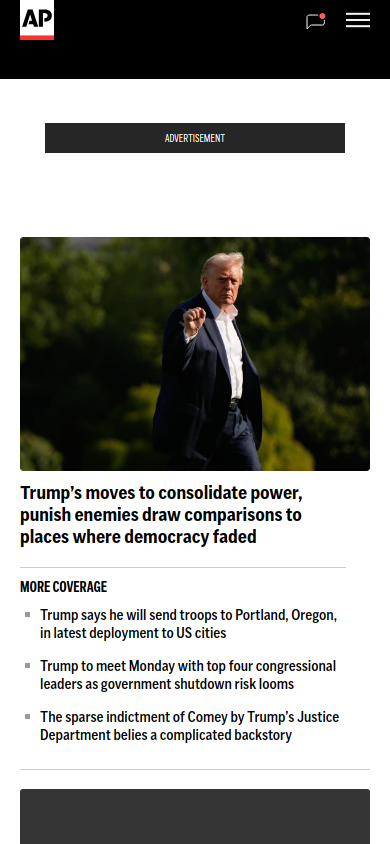 AP
ADVERTISEMENT
Trump’s moves to consolidate power,
punish enemies draw comparisons to
places where democracy faded
MORE COVERAGE
Trump says he will send troops to Portland, Oregon,
in latest deployment to US cities
Trump to meet Monday with top four congressional
leaders as government shutdown risk looms
The sparse indictment of Comey by Trump’s Justice
Department belies a complicated backstory